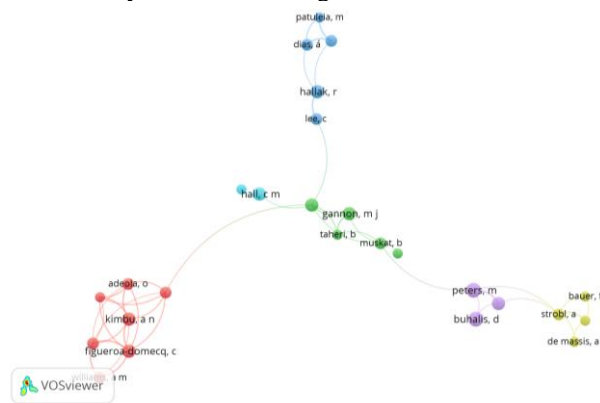 patuleia, m
dias, á
hallak, r
lee, c
hall, c m
gannon, m j
taheri, b
muskat, b
adeola, o
kimbu, a n
figueroa-domecq, c
peters, m
buhalis, d
bauer, f
strobl, a
de massis, a
williams, a m
VOSviewer